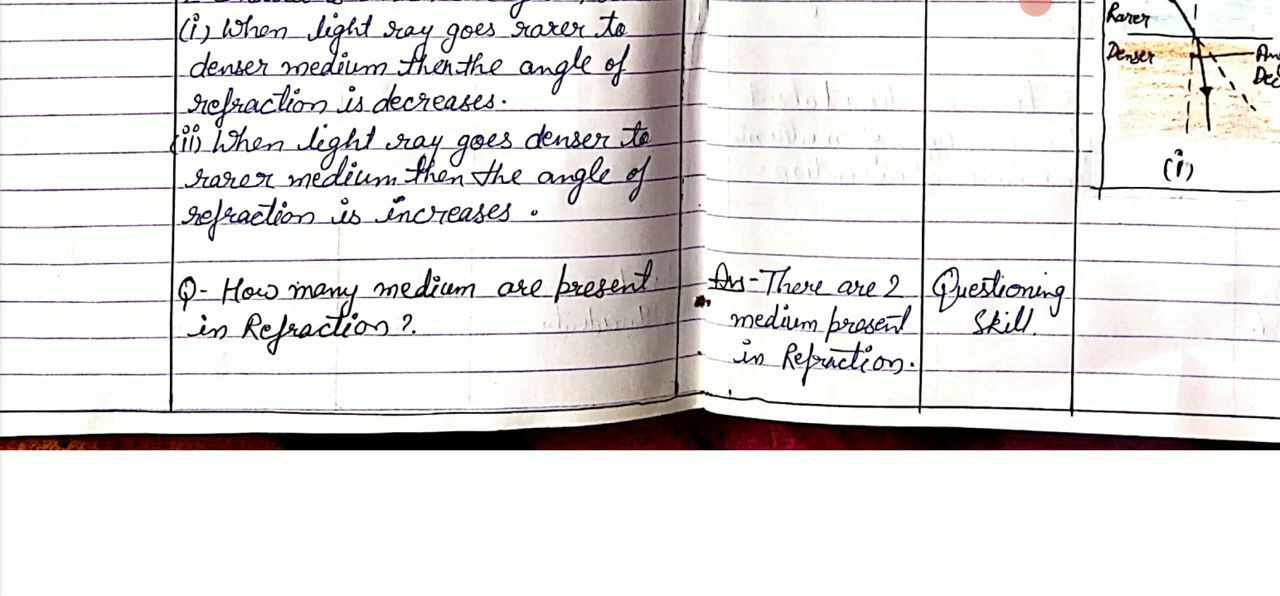 (i) When light ray goes rarer to
denser medium then the angle of
refraction is decreases.
(ii) When light ray goes denser to
rarer medium then the angle of
refraction is increases.
Q- How many medium are present
in Refraction?
Ans-There are 2
medium present
in Refraction.
Questioning
Skill.
Rarer
Denser
(i)